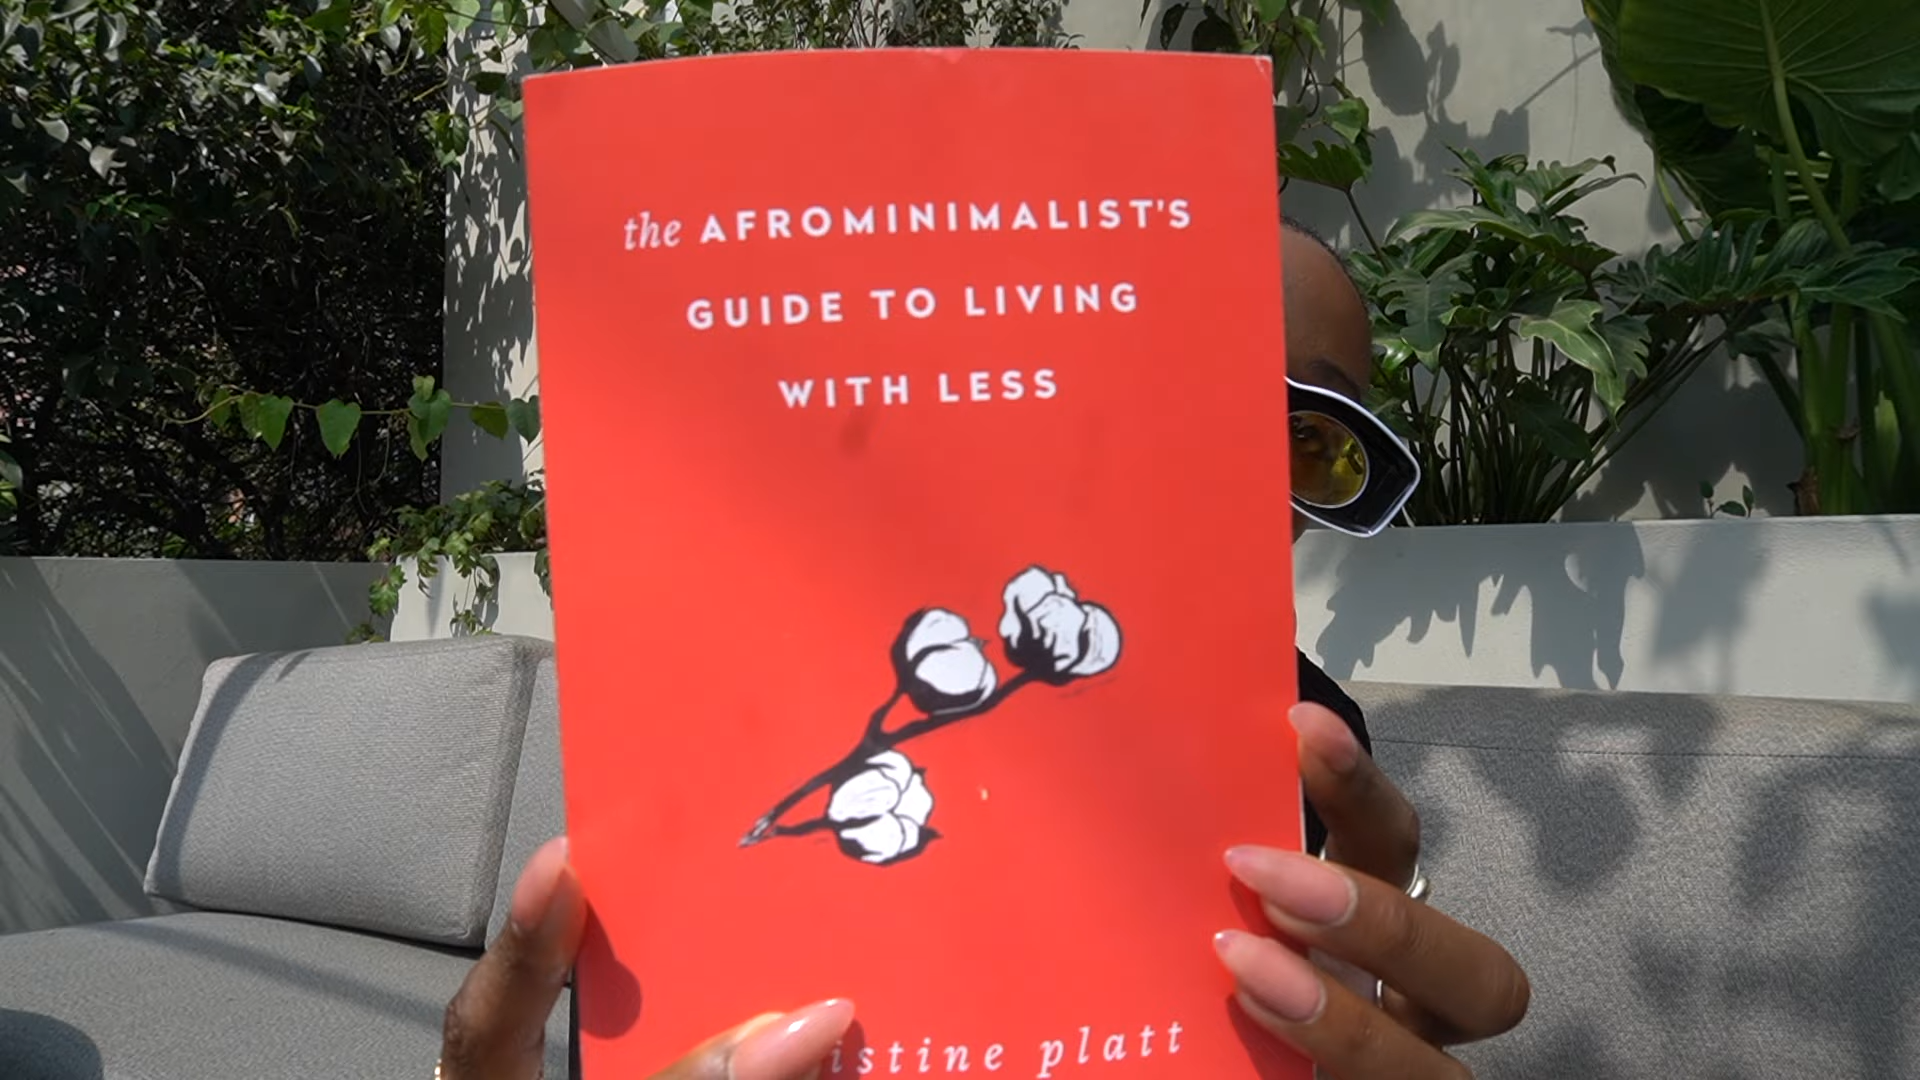 the AFROMINIMALIST'S
GUIDE TO LIVING
WITH LESS
istine platt